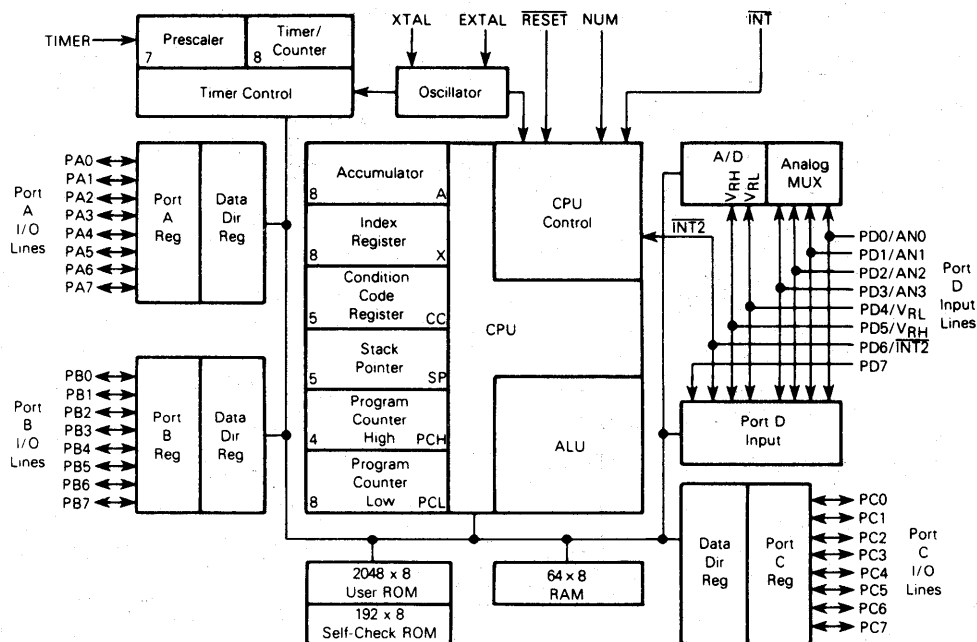 XTAL EXTAL RESET NUM INT
TIMER
Prescaler
7
Timer/
Counter
8
Timer Control
Oscillator
Port
A
I/O
Lines
PA0
PA1
PA2
PA3
PA4
PA5
PA6
PA7
Port
A
Reg
Data
Dir
Reg
Port
B
I/O
Lines
PB0
PB1
PB2
PB3
PB4
PB5
PB6
PB7
Port
B
Reg
Data
Dir
Reg
Accumulator
8 A
Index
Register
8 X
Condition
Code
Register
5 CC
Stack
Pointer
5 SP
Program
Counter
High
4 PCH
Program
Counter
Low
8 PCL
CPU
CPU
Control
ALU
INT2
A/D
VRH
VRL
Analog
MUX
PD0/AN0
PD1/AN1
PD2/AN2
PD3/AN3
PD4/VRL
PD5/VRH
PD6/INT2
PD7
Port
D
Input
Lines
Port D
Input
Data
Dir
Reg
Port
C
Reg
PC0
PC1
PC2
PC3
PC4
PC5
PC6
PC7
Port
C
I/O
Lines
2048 x 8
User ROM
192 x 8
Self-Check ROM
64 x 8
RAM